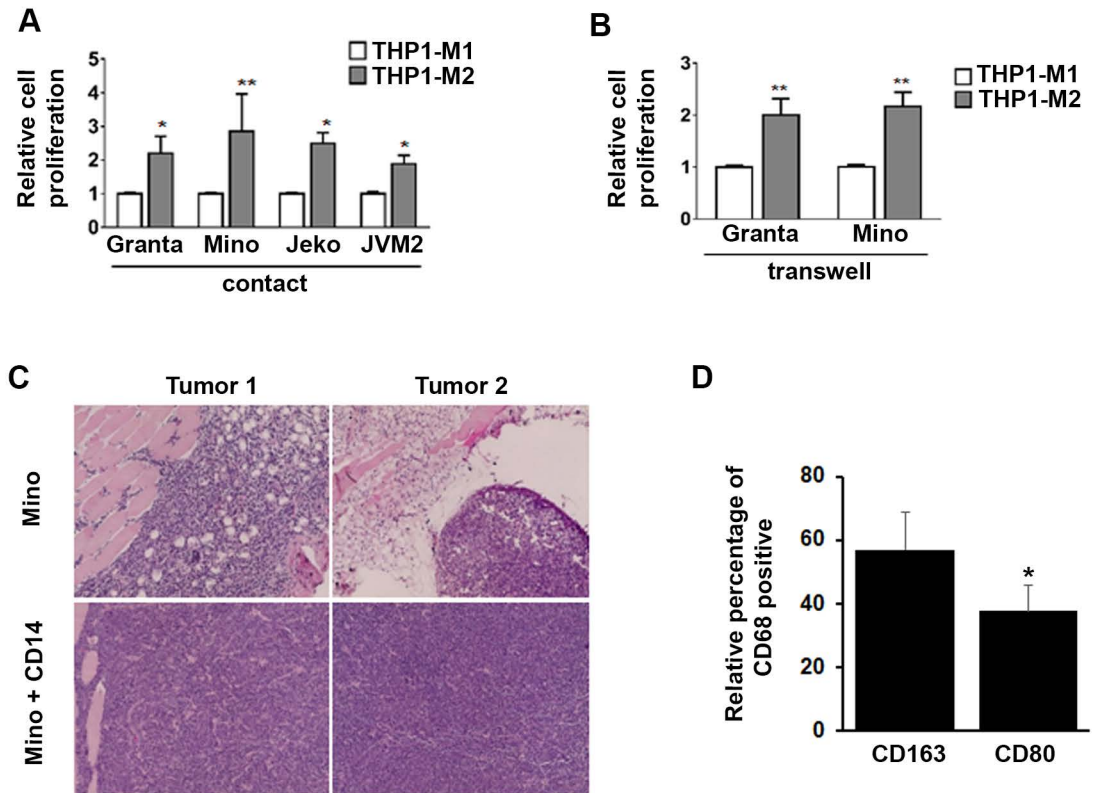 A
THP1-M1
THP1-M2
Relative cell
proliferation
5
4
3
2
1
0
*
**
*
*
Granta Mino Jeko JVM2
contact
B
THP1-M1
THP1-M2
Relative cell
proliferation
3
2
1
0
**
**
Granta Mino
transwell
C
Tumor 1 Tumor 2
Mino
Mino + CD14
D
Relative percentage of
CD68 positive
80
60
40
20
0
*
CD163 CD80